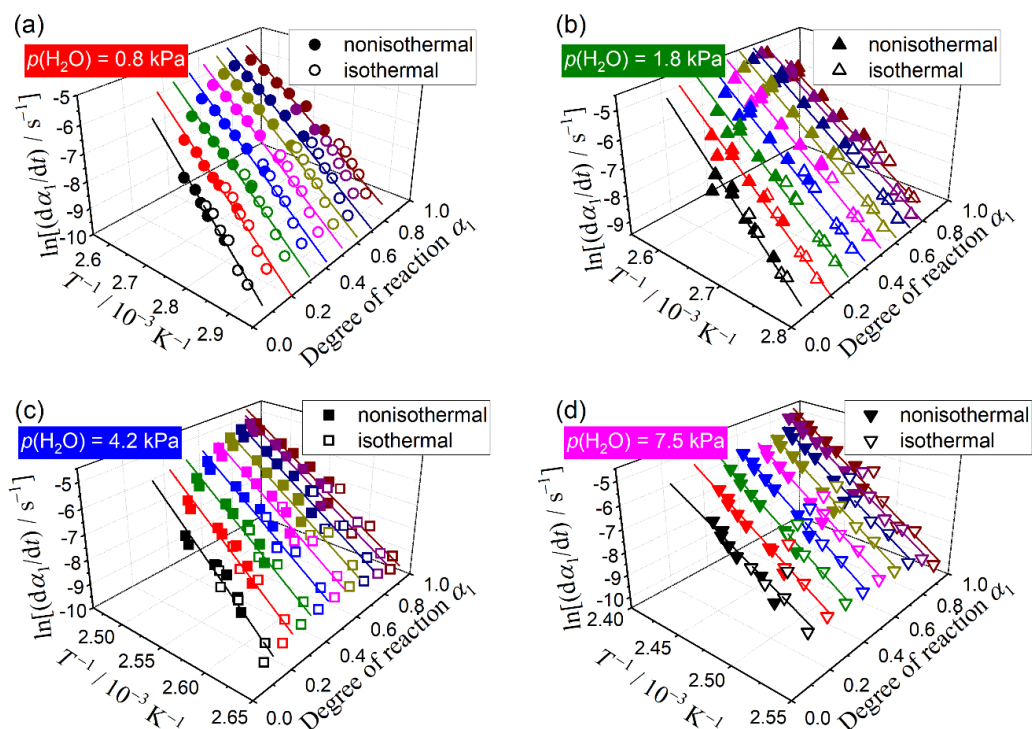 (a)
p(H₂O) = 0.8 kPa
nonisothermal
isothermal
ln[(dα₁/dt) / s⁻¹]
-5
-6
-7
-8
-9
-10
2.6
2.7
2.8
2.9
T⁻¹ / 10⁻³ K⁻¹
0.0
0.2
0.4
0.6
0.8
1.0
Degree of reaction α₁
(b)
p(H₂O) = 1.8 kPa
nonisothermal
isothermal
ln[(dα₁/dt) / s⁻¹]
-4
-5
-6
-7
-8
-9
2.6
2.7
2.8
T⁻¹ / 10⁻³ K⁻¹
0.0
0.2
0.4
0.6
0.8
1.0
Degree of reaction α₁
(c)
p(H₂O) = 4.2 kPa
nonisothermal
isothermal
ln[(dα₁/dt) / s⁻¹]
-5
-6
-7
-8
-9
-10
2.50
2.55
2.60
2.65
T⁻¹ / 10⁻³ K⁻¹
0.0
0.2
0.4
0.6
0.8
1.0
Degree of reaction α₁
(d)
p(H₂O) = 7.5 kPa
nonisothermal
isothermal
ln[(dα₁/dt) / s⁻¹]
-5
-6
-7
-8
-9
-10
2.40
2.45
2.50
2.55
T⁻¹ / 10⁻³ K⁻¹
0.0
0.2
0.4
0.6
0.8
1.0
Degree of reaction α₁